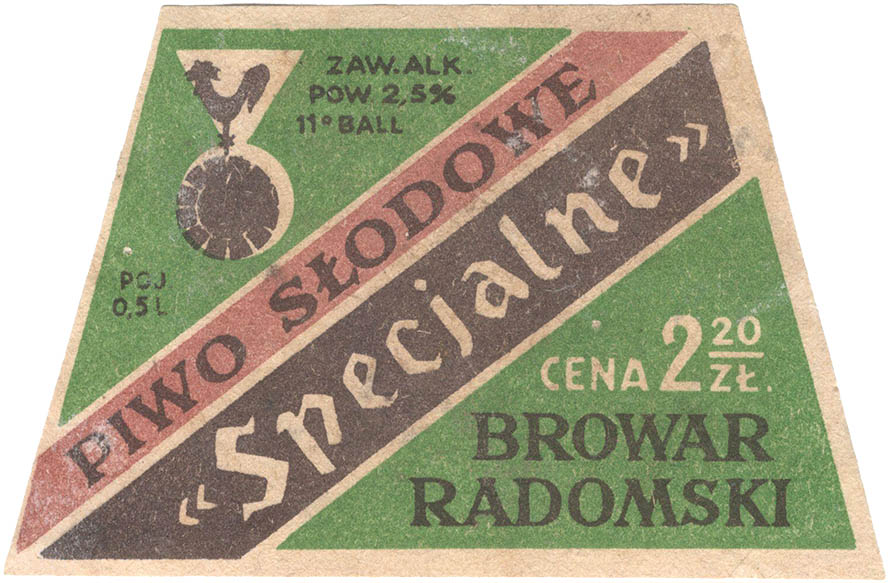 ZAW. ALK.
POW 2,5%
11° BALL
POJ
0,5 L
PIWO SŁODOWE
«Specjalne»
CENA 2 20
ZŁ.
BROWAR
RADOMSKI